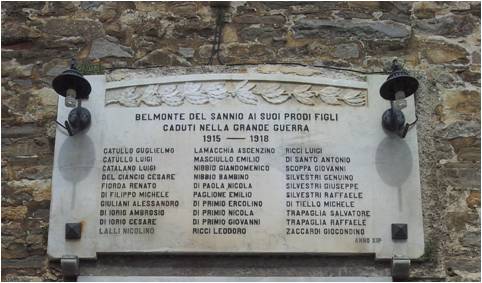 BELMONTE DEL SANNIO AI SUOI PRODI FIGLI
CADUTI NELLA GRANDE GUERRA
1915 — 1918
CATULLO GUGLIELMO
CATULLO LUIGI
CATALANO LUIGI
DEL CIANCIO CESARE
FIORDA RENATO
DI FILIPPO MICHELE
GIULIANI ALESSANDRO
DI IORIO AMBROSIO
DI IORIO CESARE
LALLI NICOLINO
LAMACCHIA ASCENZINO
MASCIULLO EMILIO
NIBBIO GIANDOMENICO
NIBBIO BAMBINO
DI PAOLA NICOLA
PAGLIONE EMILIO
DI PRIMIO ERCOLINO
DI PRIMIO NICOLA
DI PRIMIO GIOVANNI
RICCI LEODORO
RICCI LUIGI
DI SANTO ANTONIO
SCOPPA GIOVANNI
SILVESTRI GENUINO
SILVESTRI GIUSEPPE
SILVESTRI RAFFAELE
DI TIELLO MICHELE
TRAPAGLIA SALVATORE
TRAPAGLIA RAFFAELE
ZACCARDI GIOCONDINO
ANNO XIII